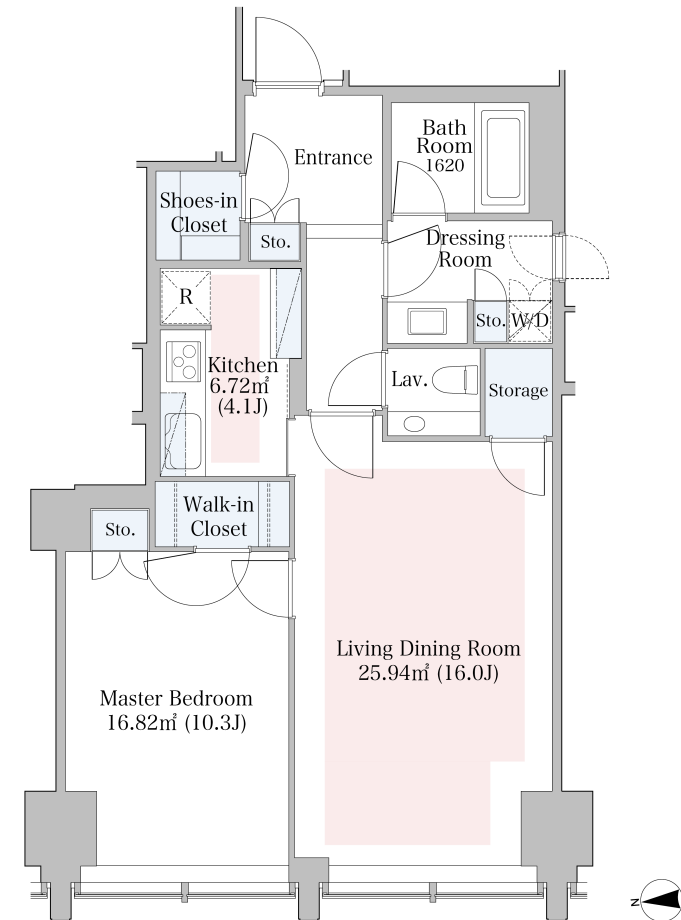 Entrance
Bath
Room
1620
Shoes-in
Closet
Sto.
Dressing
Room
R
Sto.
W/D
Kitchen
6.72㎡
(4.1J)
Lav.
Storage
Walk-in
Closet
Sto.
Living Dining Room
25.94㎡ (16.0J)
Master Bedroom
16.82㎡ (10.3J)
N